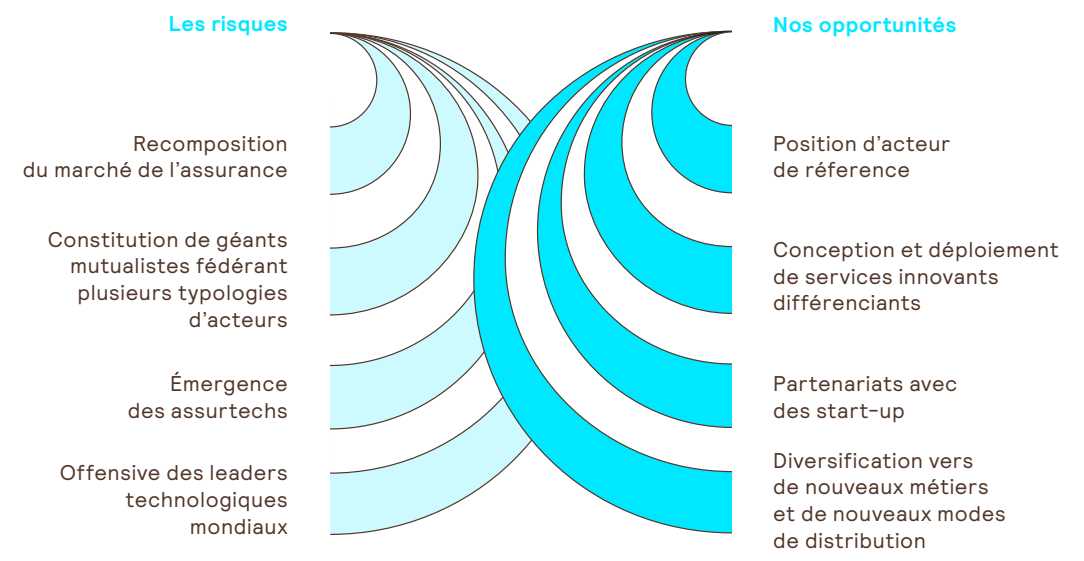 Les risques
Recomposition
du marché de l'assurance
Constitution de géants
mutualistes fédérant
plusieurs typologies
d'acteurs
Émergence
des assurtechs
Offensive des leaders
technologiques
mondiaux
Nos opportunités
Position d'acteur
de réference
Conception et déploiement
de services innovants
différenciants
Partenariats avec
des start-up
Diversification vers
de nouveaux métiers
et de nouveaux modes
de distribution